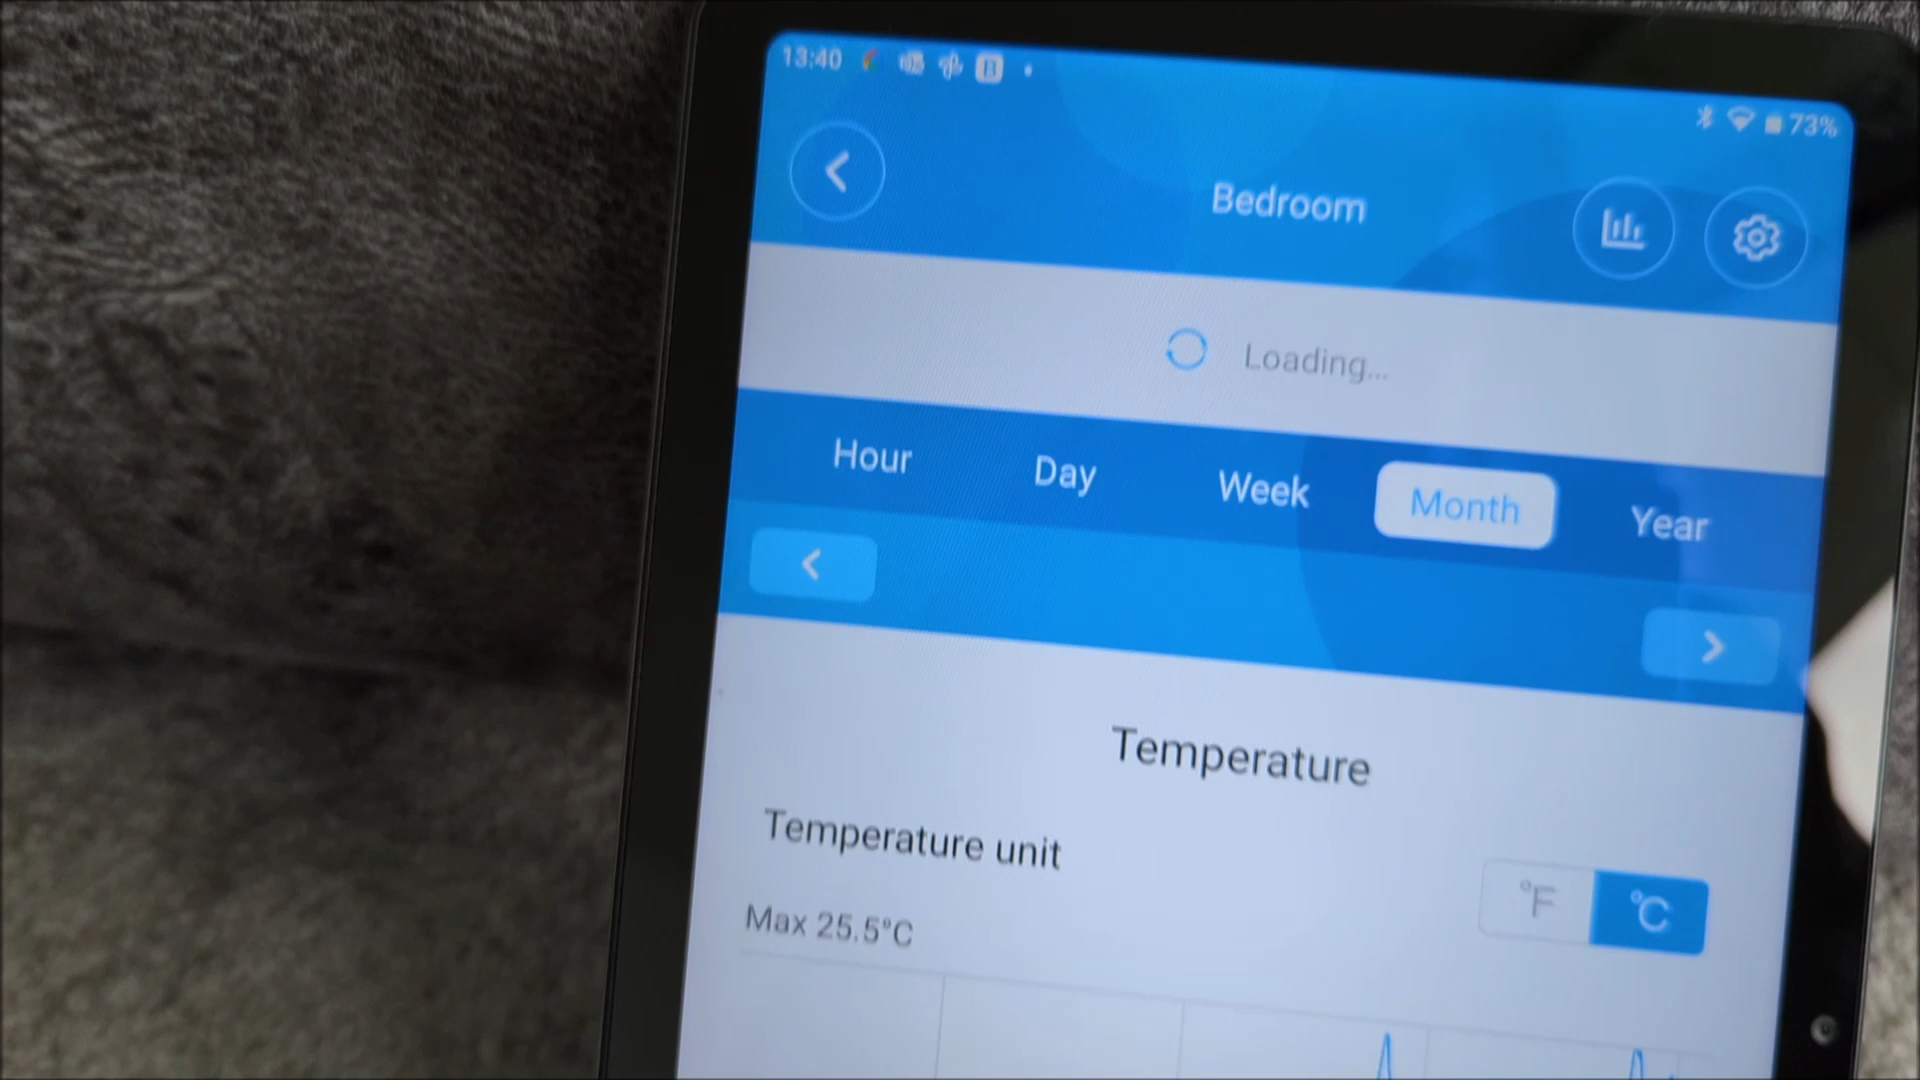 13:40
73%
Bedroom
Loading...
Hour Day Week Month Year
Temperature
Temperature unit
°F °C
Max 25.5°C